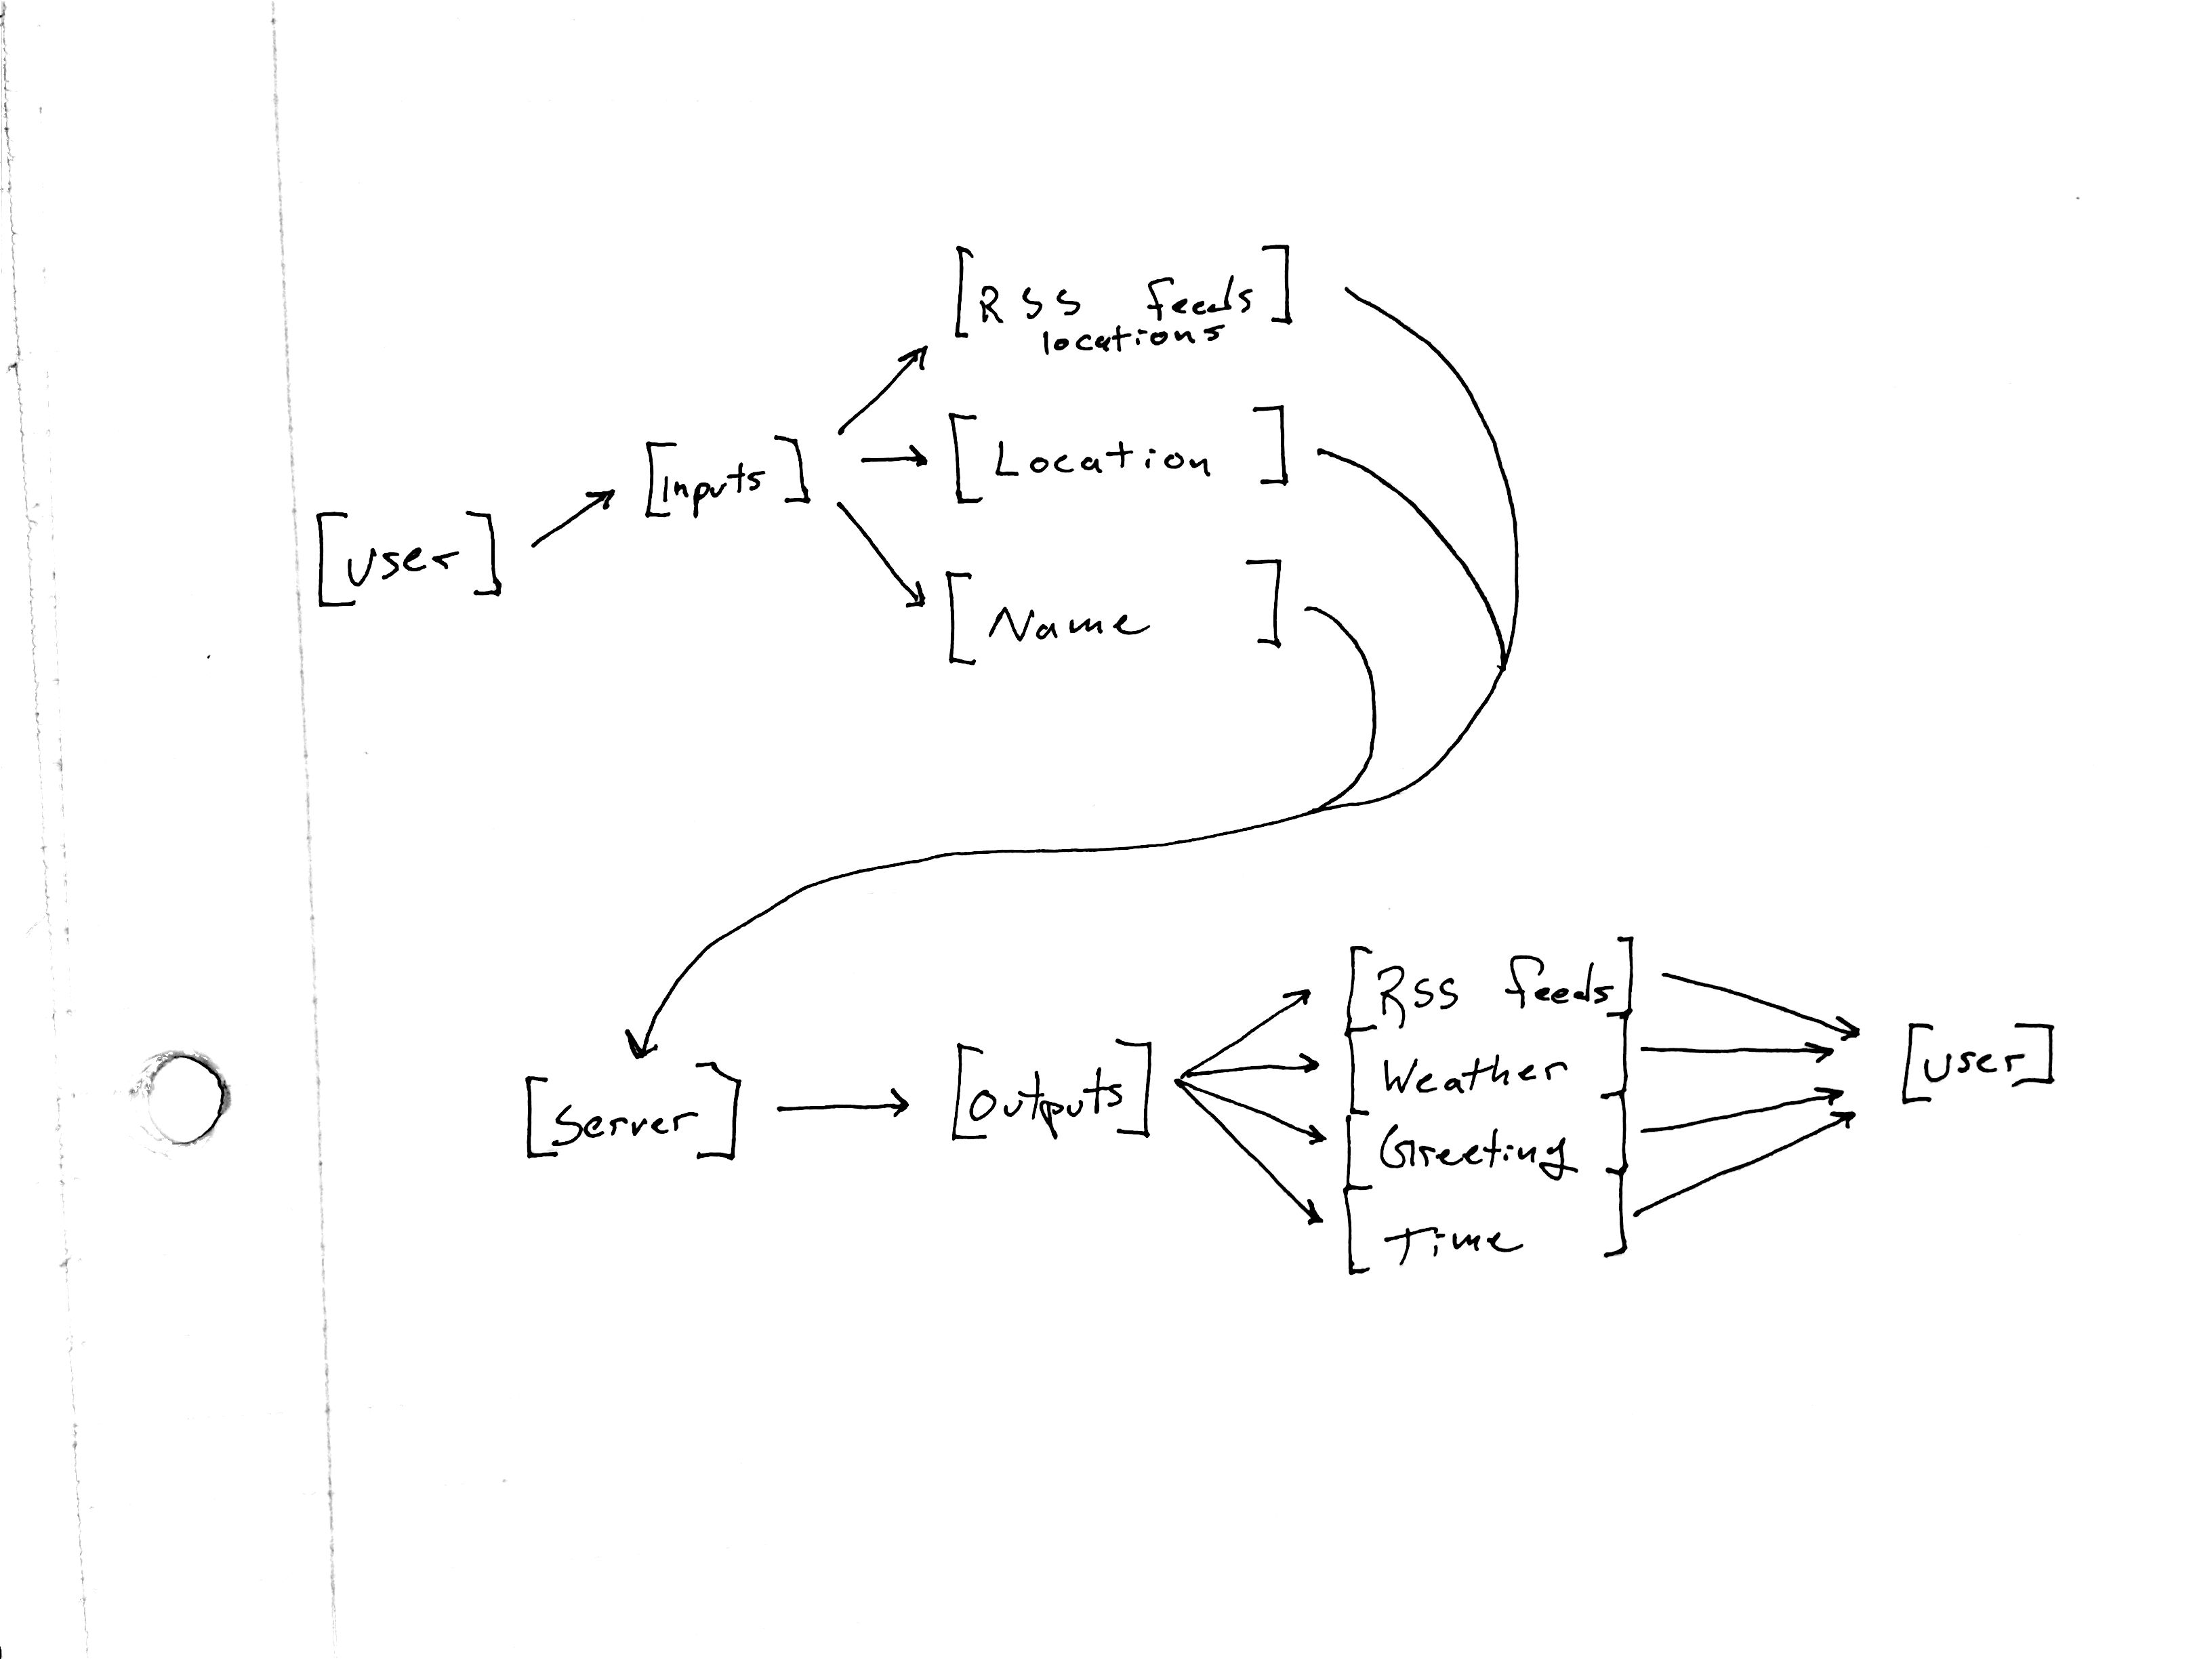 [RSS feeds]
locations
[Inputs]
[Location]
[user]
[Name]
[RSS feeds]
[Weather]
[user]
[Server]
[Outputs]
[Greeting]
[Time]